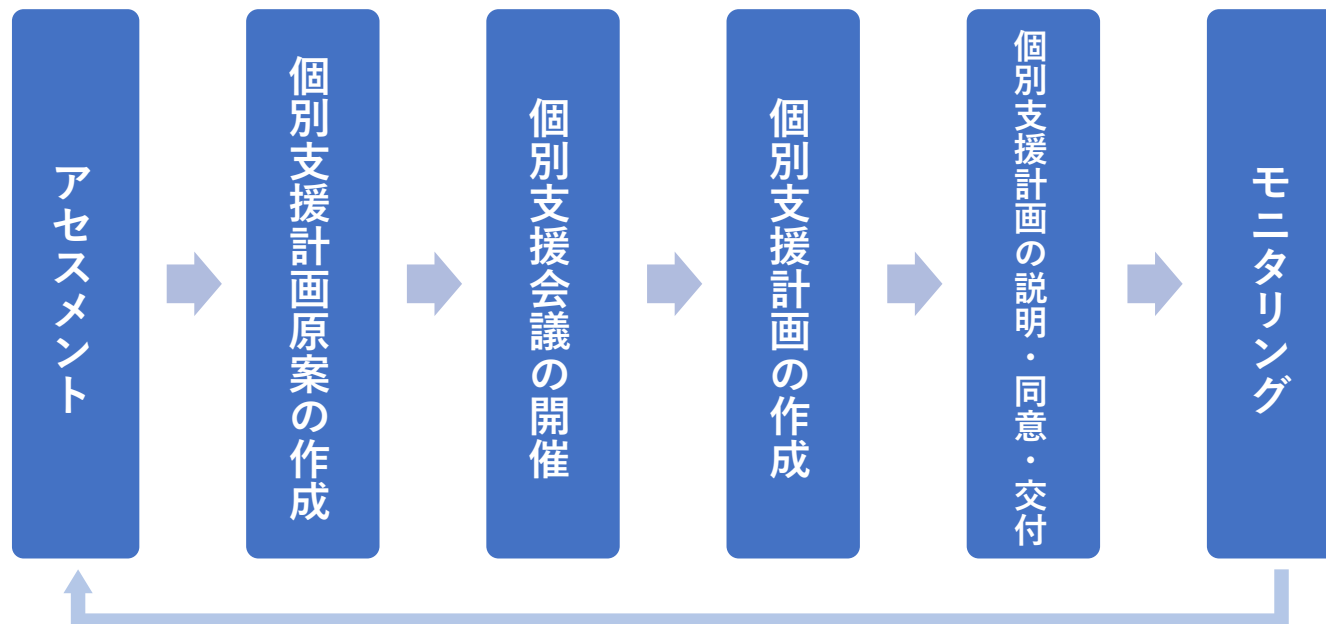 アセスメント
個別支援計画原案の作成
個別支援会議の開催
個別支援計画の作成
個別支援計画の説明・同意・交付
モニタリング